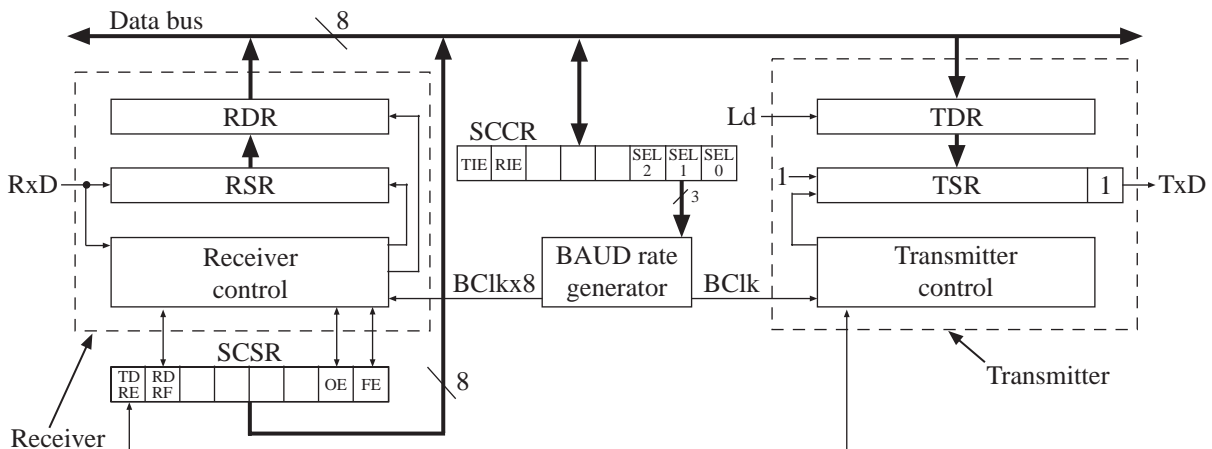 Data bus
8
RDR
RSR
RxD
Receiver
control
SCCR
TIE RIE SEL 2 SEL 1 SEL 0
3
BAUD rate
generator
BClkx8
BClk
Ld
TDR
1
TSR
1
TxD
Transmitter
control
SCSR
TD RE RD RF OE FE
8
Receiver
Transmitter